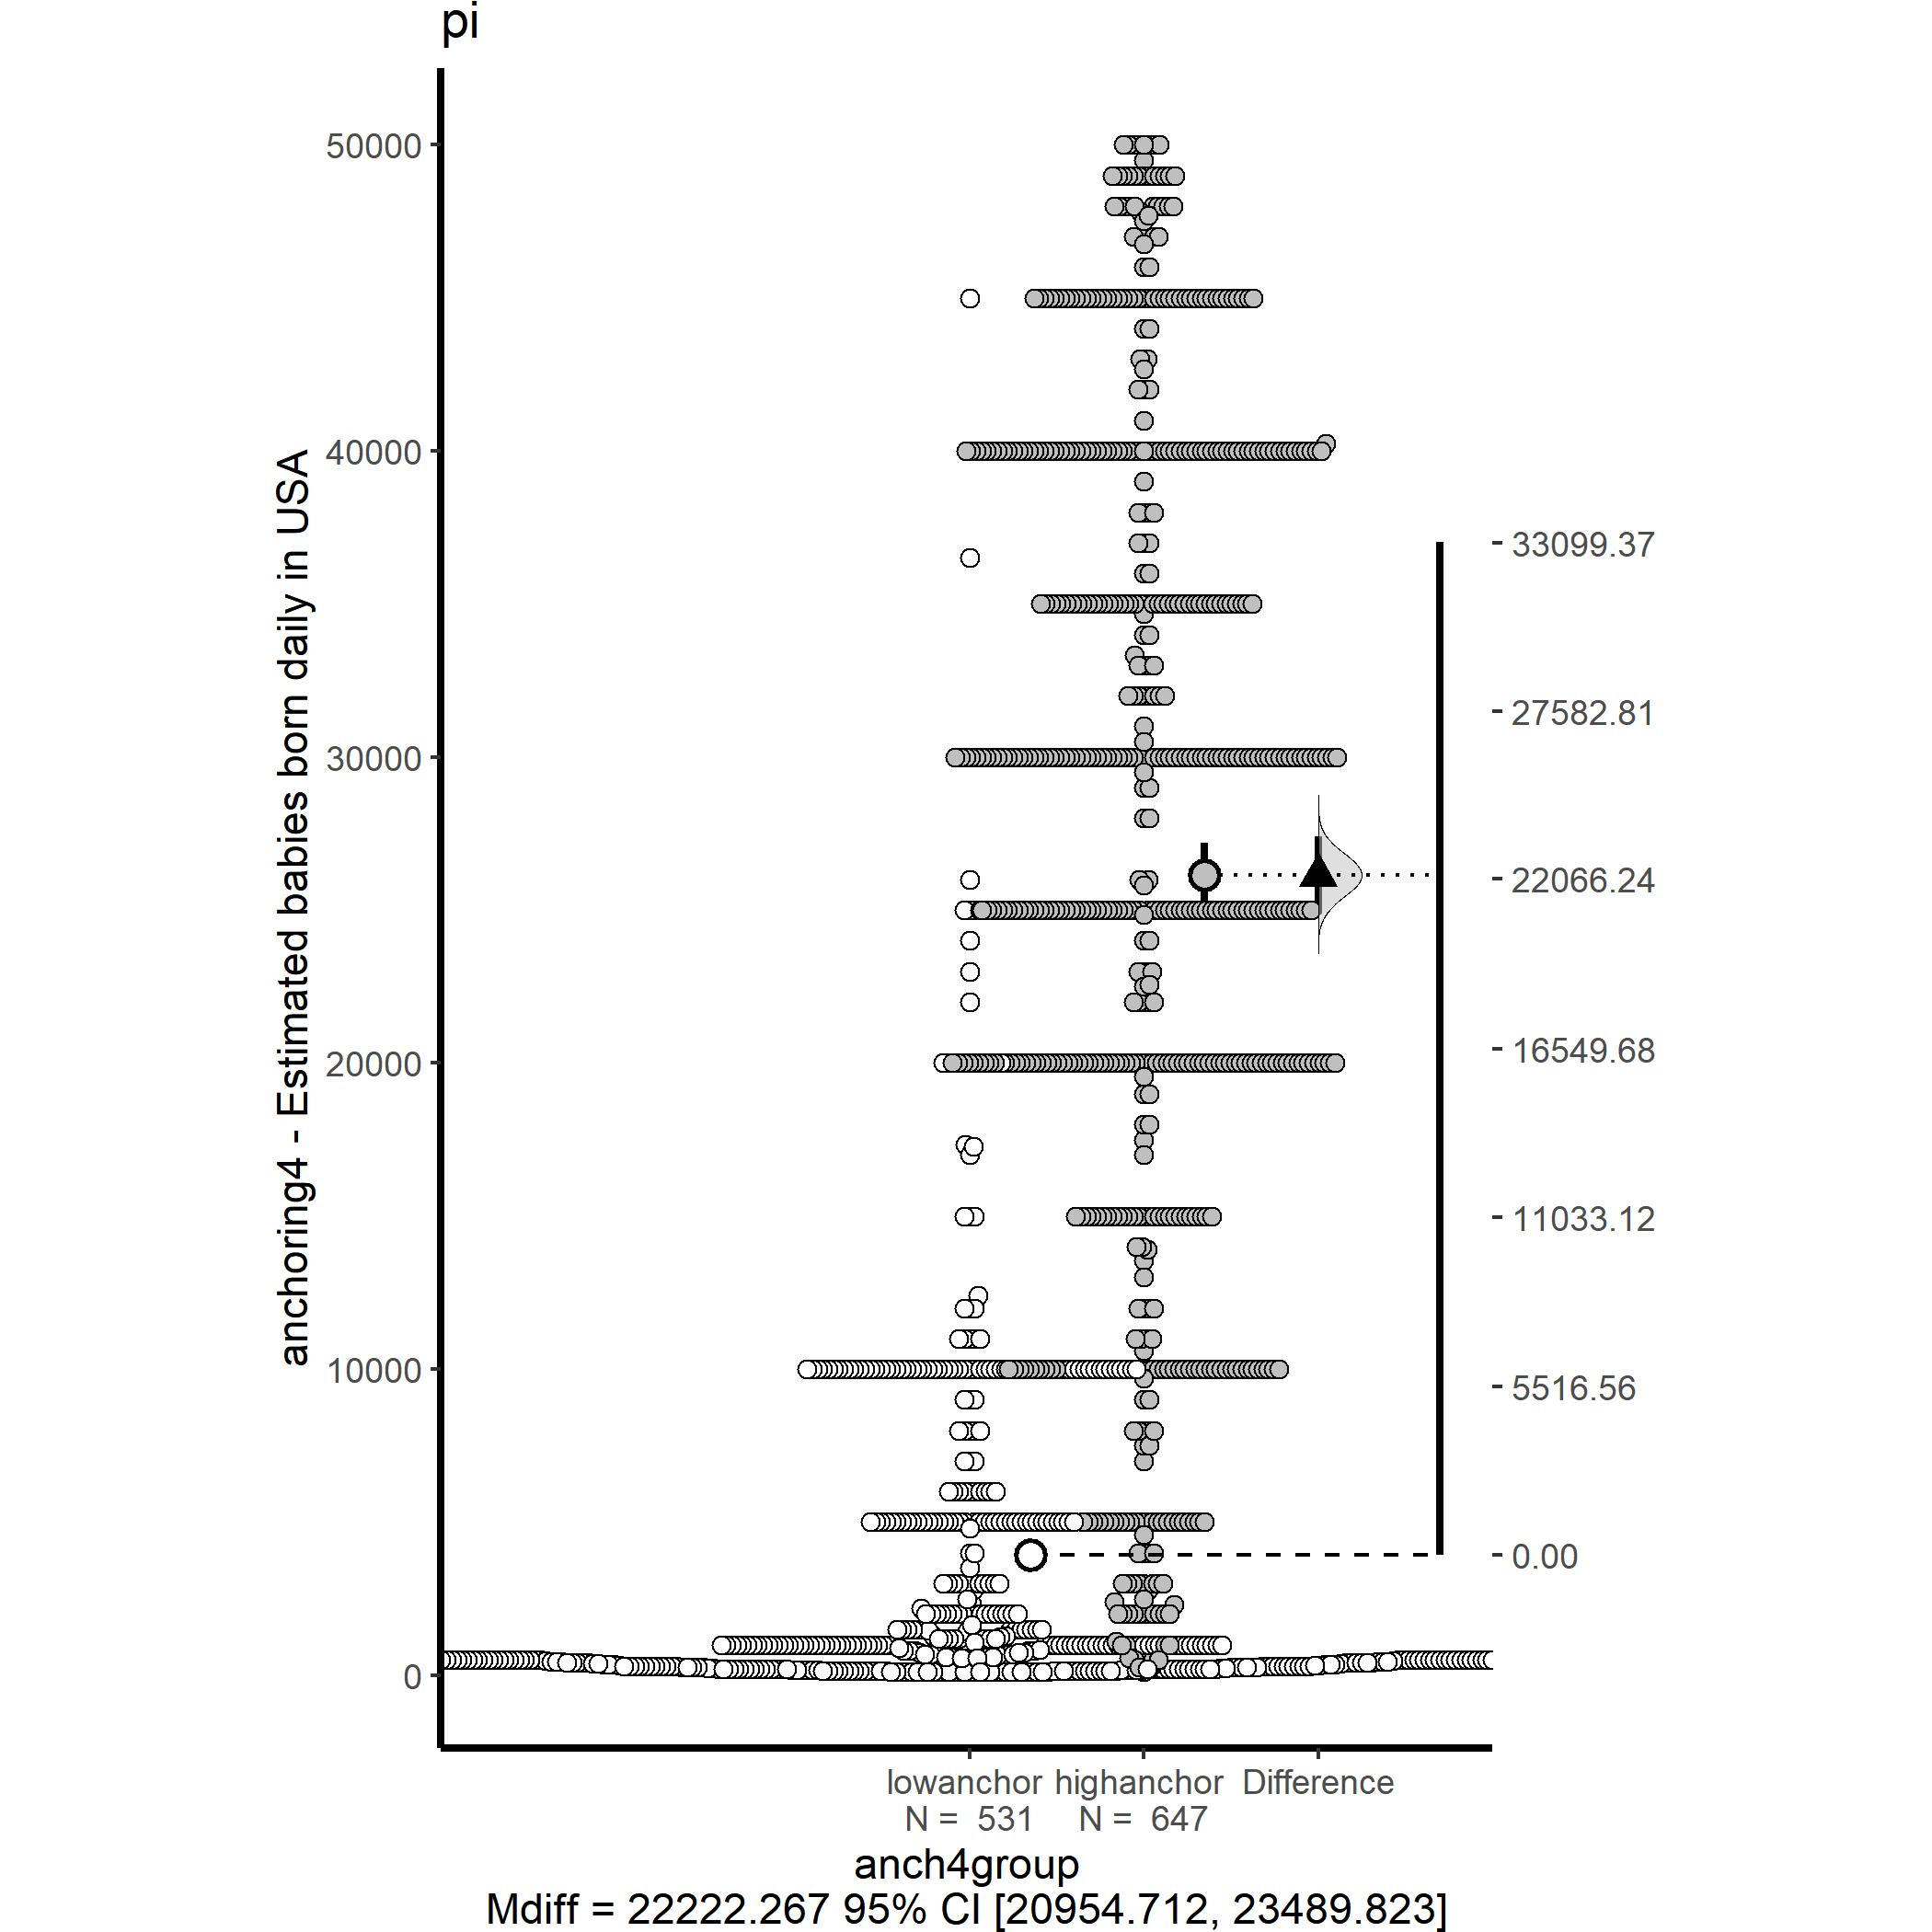 pi
anchoring4 - Estimated babies born daily in USA
50000
40000
30000
20000
10000
0
33099.37
27582.81
22066.24
16549.68
11033.12
5516.56
0.00
lowanchor highanchor Difference
N =  531 N =  647
anch4group
Mdiff = 22222.267 95% CI [20954.712, 23489.823]